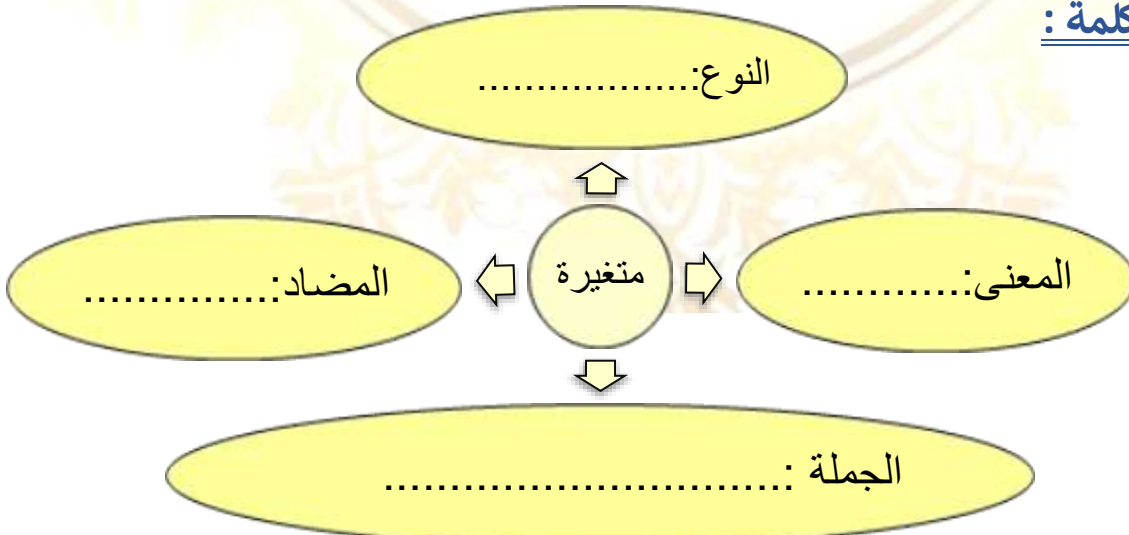 كلمة :
النوع:...................
المعنى:.............
متغيرة
المضاد:...............
الجملة :..............................